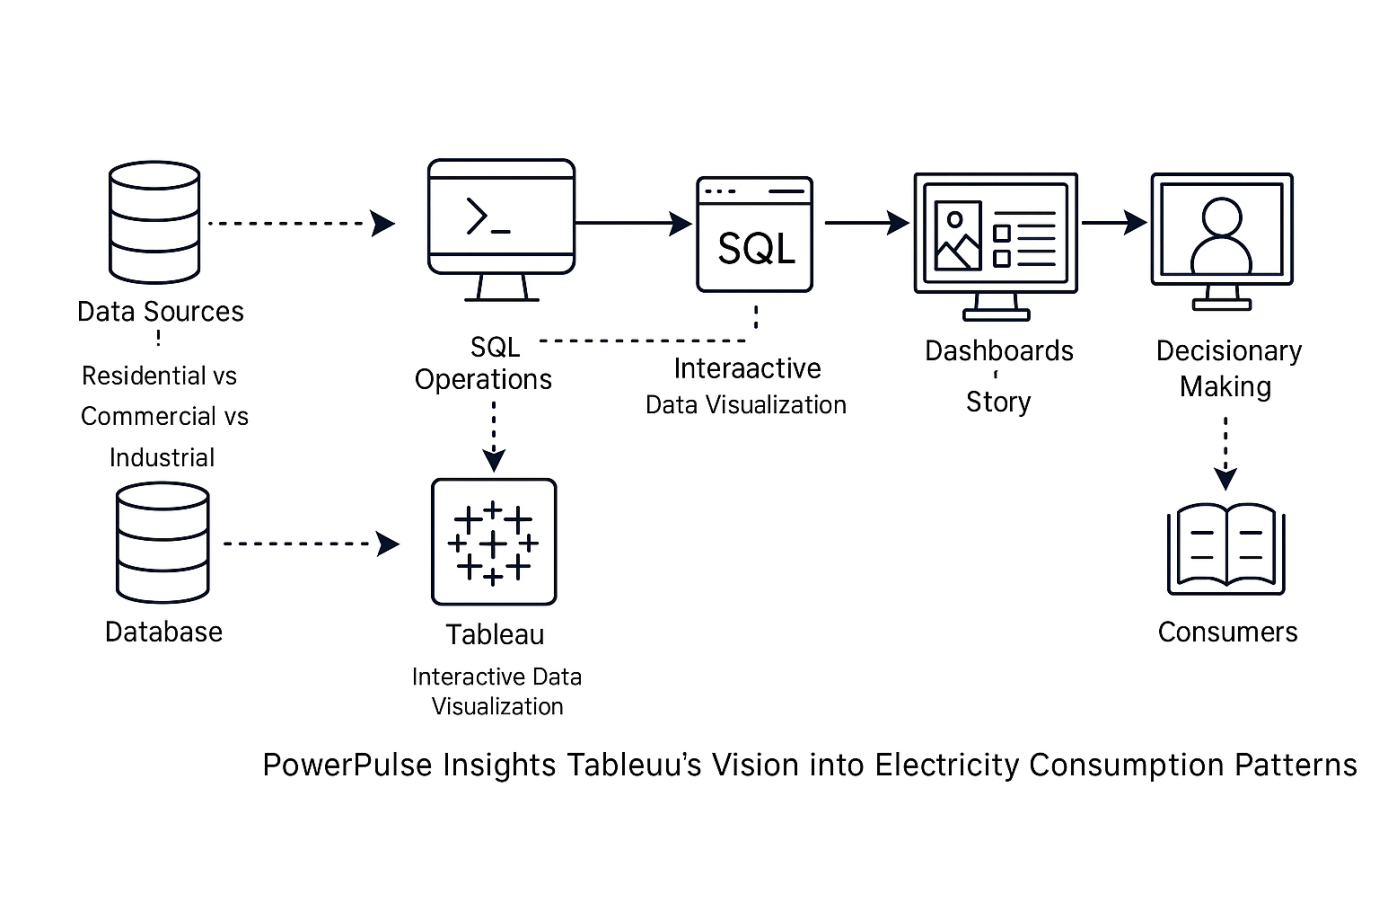 >_
SQL
Data Sources
Residential vs
Commercial vs
Industrial
SQL
Operations
Interaactive
Data Visualization
Dashboards
Story
Decisionary
Making
Database
Tableau
Interactive Data
Visualization
Consumers
PowerPulse Insights Tableuu's Vision into Electricity Consumption Patterns